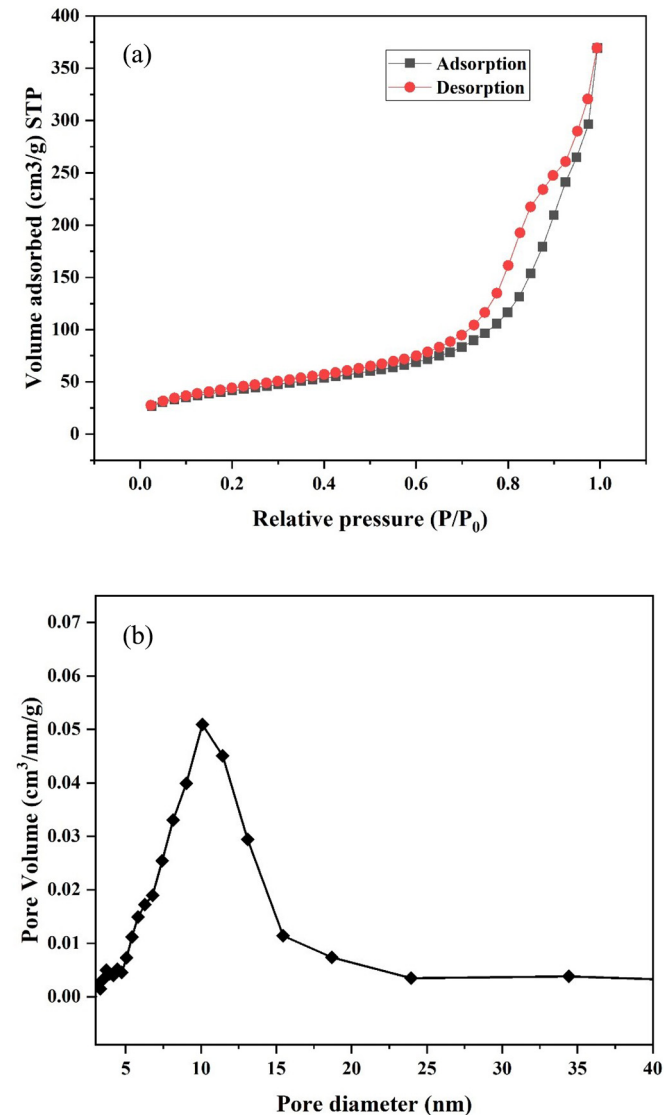 (a)
Adsorption
Desorption
400
350
300
250
200
150
100
50
0
Volume adsorbed (cm3/g) STP
0.0 0.2 0.4 0.6 0.8 1.0
Relative pressure (P/P₀)
(b)
0.07
0.06
0.05
0.04
0.03
0.02
0.01
0.00
Pore Volume (cm³/nm/g)
5 10 15 20 25 30 35 40
Pore diameter (nm)